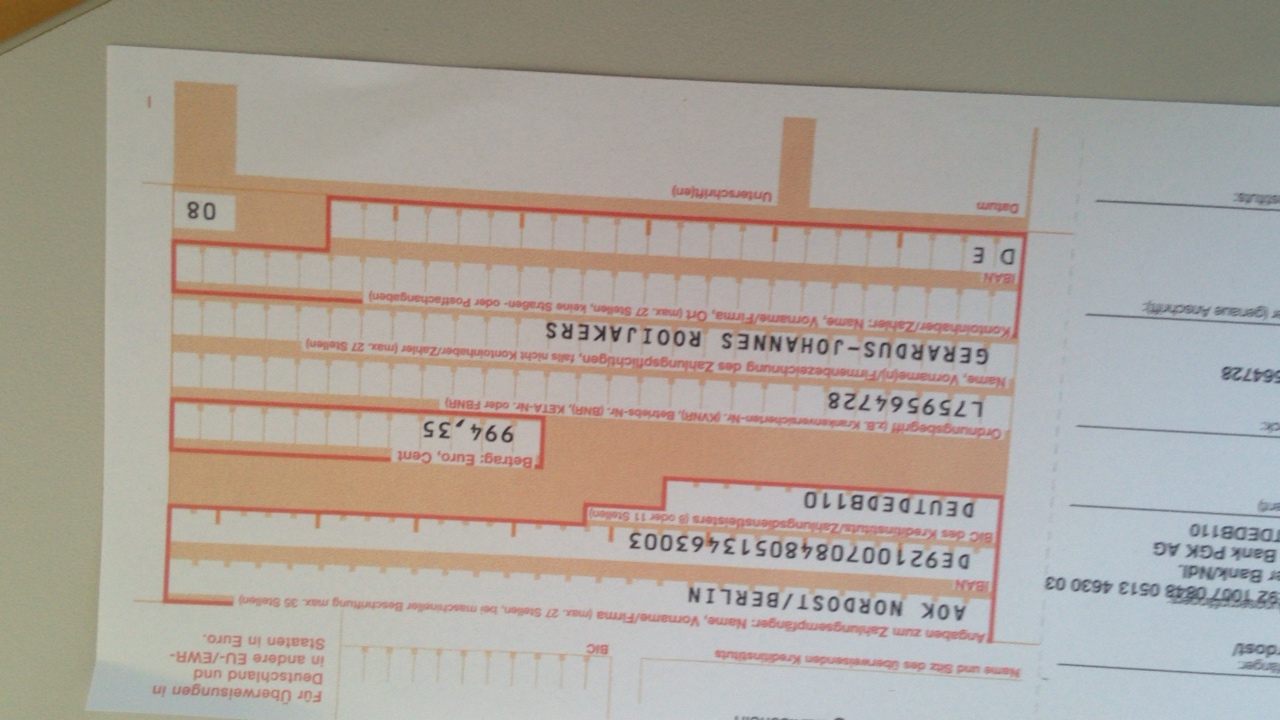 Für Überweisungen in
Deutschland und
in andere EU-/EWR-
Staaten in Euro.
Name und Sitz des überweisenden Kreditinstituts
BIC
Angaben zum Zahlungsempfänger: Name, Vorname/Firma (max. 27 Stellen, bei maschineller Beschriftung max. 35 Stellen)
AOK NORDOST/BERLIN
IBAN
DE92100708480513463003
BIC des Kreditinstituts/Zahlungsdienstleisters (8 oder 11 Stellen)
DEUTDEDB110
Betrag: Euro, Cent
994,35
Ordnungsbegriff (z.B. Krankenversicherten-Nr. (KVNR), Betriebs-Nr. (BNR), KETA-Nr. oder FBNR)
L759564728
Name, Vorname(n)/Firmenbezeichnung des Zahlungspflichtigen, falls nicht Kontoinhaber/Zahler (max. 27 Stellen)
GERARDUS-JOHANNES ROOIJAKERS
Kontoinhaber/Zahler: Name, Vorname/Firma, Ort (max. 27 Stellen, keine Straßen- oder Postfachangaben)
IBAN
D E
08
Datum
Unterschrift(en)
änger:
rdost/
92 1007 0848 0513 4630 03
er Bank/Ndl.
Bank PGK AG
TDEDB110
ent)
ck:
564728
r (genaue Anschrift):
stituts: